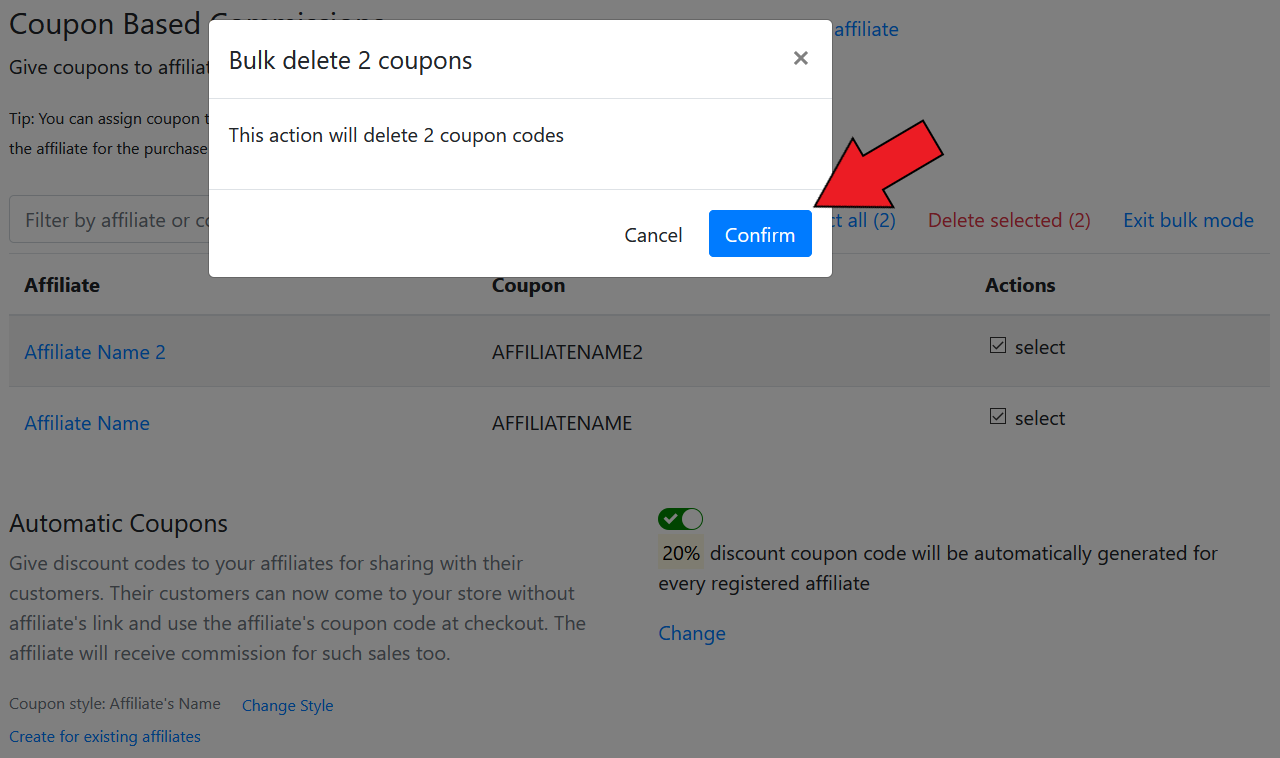 Coupon Based
affiliate
Give coupons to affiliat
Tip: You can assign coupon t
the affiliate for the purchase
Bulk delete 2 coupons
×
This action will delete 2 coupon codes
Cancel
Confirm
Filter by affiliate or co
ct all (2)
Delete selected (2)
Exit bulk mode
Affiliate
Coupon
Actions
Affiliate Name 2
AFFILIATENAME2
select
Affiliate Name
AFFILIATENAME
select
Automatic Coupons
Give discount codes to your affiliates for sharing with their
customers. Their customers can now come to your store without
affiliate's link and use the affiliate's coupon code at checkout. The
affiliate will receive commission for such sales too.
20% discount coupon code will be automatically generated for
every registered affiliate
Change
Coupon style: Affiliate's Name
Change Style
Create for existing affiliates